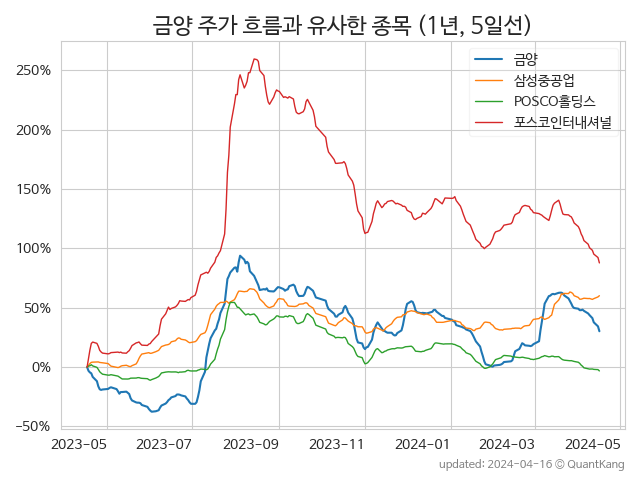 금양 주가 흐름과 유사한 종목 (1년, 5일선)
금양
삼성중공업
POSCO홀딩스
포스코인터내셔널
250%
200%
150%
100%
50%
0%
−50%
2023-05 2023-07 2023-09 2023-11 2024-01 2024-03 2024-05
updated: 2024-04-16 © QuantKang